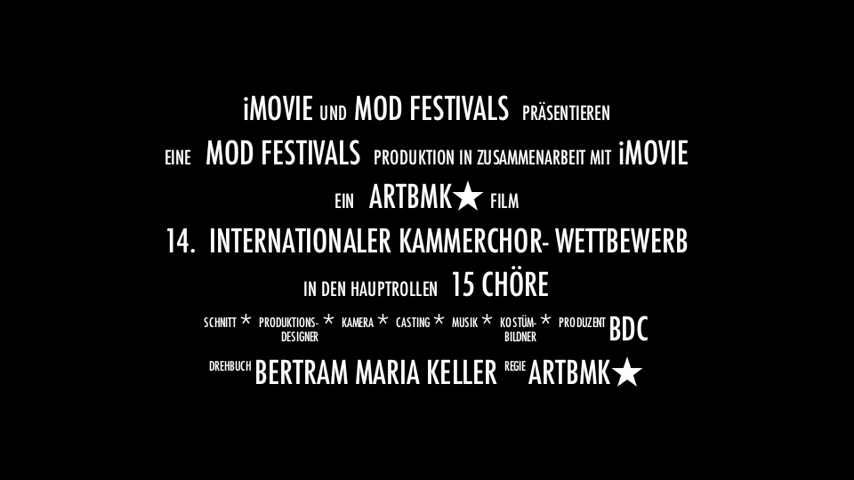 iMOVIE UND MOD FESTIVALS PRÄSENTIEREN
EINE MOD FESTIVALS PRODUKTION IN ZUSAMMENARBEIT MIT iMOVIE
EIN ARTBMK★ FILM
14. INTERNATIONALER KAMMERCHOR- WETTBEWERB
IN DEN HAUPTROLLEN 15 CHÖRE
SCHNITT * PRODUKTIONS-DESIGNER * KAMERA * CASTING * MUSIK * KOSTÜM-BILDNER * PRODUZENT BDC
DREHBUCH BERTRAM MARIA KELLER REGIE ARTBMK★